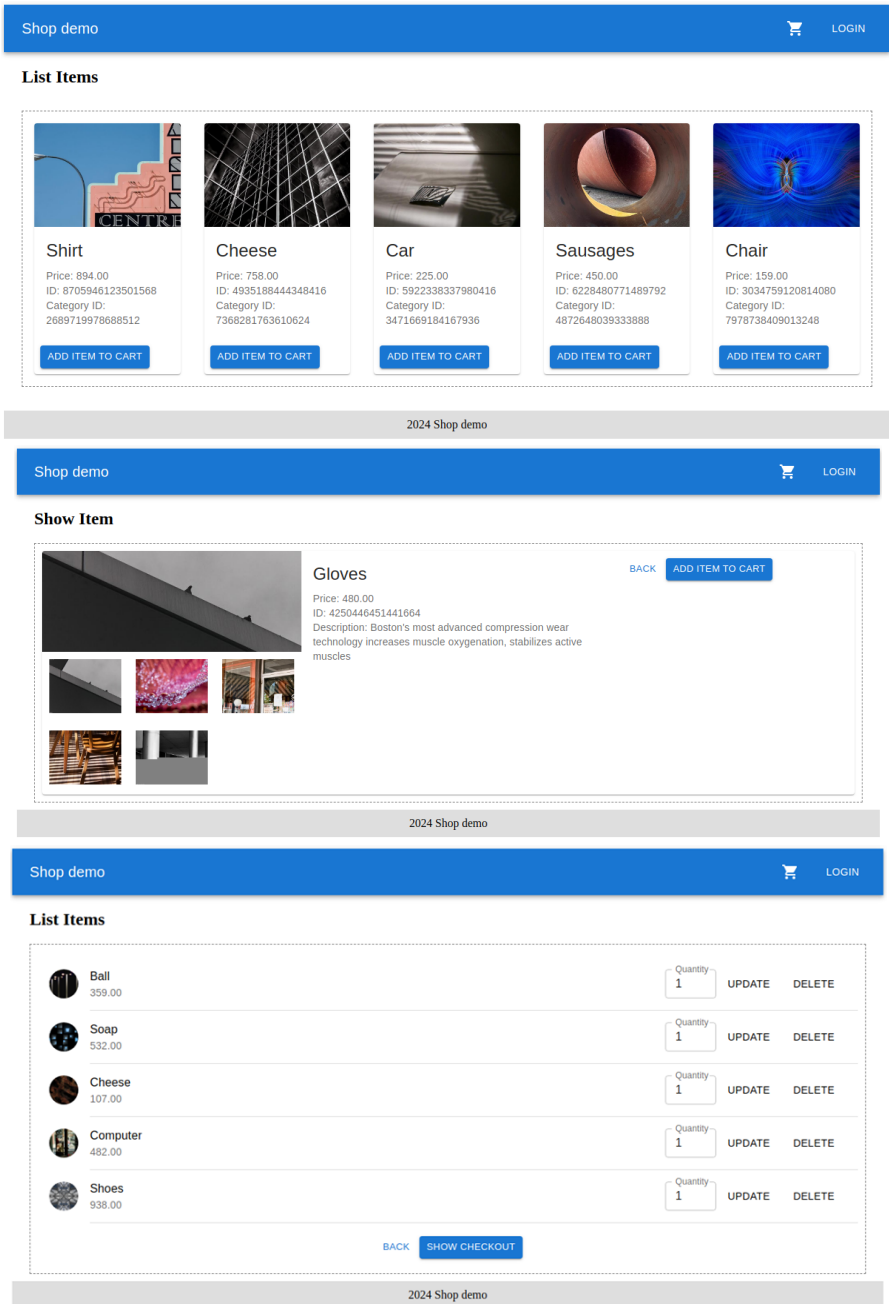 Shop demo
LOGIN
List Items
CENTRE
Shirt
Price: 894.00
ID: 8705946123501568
Category ID:
2689719978688512
ADD ITEM TO CART
Cheese
Price: 758.00
ID: 4935188444348416
Category ID:
7368281763610624
ADD ITEM TO CART
Car
Price: 225.00
ID: 5922338337980416
Category ID:
3471669184167936
ADD ITEM TO CART
Sausages
Price: 450.00
ID: 6228480771489792
Category ID:
4872648039333888
ADD ITEM TO CART
Chair
Price: 159.00
ID: 3034759120814080
Category ID:
7978738409013248
ADD ITEM TO CART
2024 Shop demo
Shop demo
LOGIN
Show Item
Gloves
Price: 480.00
ID: 4250446451441664
Description: Boston's most advanced compression wear
technology increases muscle oxygenation, stabilizes active
muscles
BACK
ADD ITEM TO CART
2024 Shop demo
Shop demo
LOGIN
List Items
Ball
359.00
Quantity
1
UPDATE
DELETE
Soap
532.00
Quantity
1
UPDATE
DELETE
Cheese
107.00
Quantity
1
UPDATE
DELETE
Computer
482.00
Quantity
1
UPDATE
DELETE
Shoes
938.00
Quantity
1
UPDATE
DELETE
BACK
SHOW CHECKOUT
2024 Shop demo